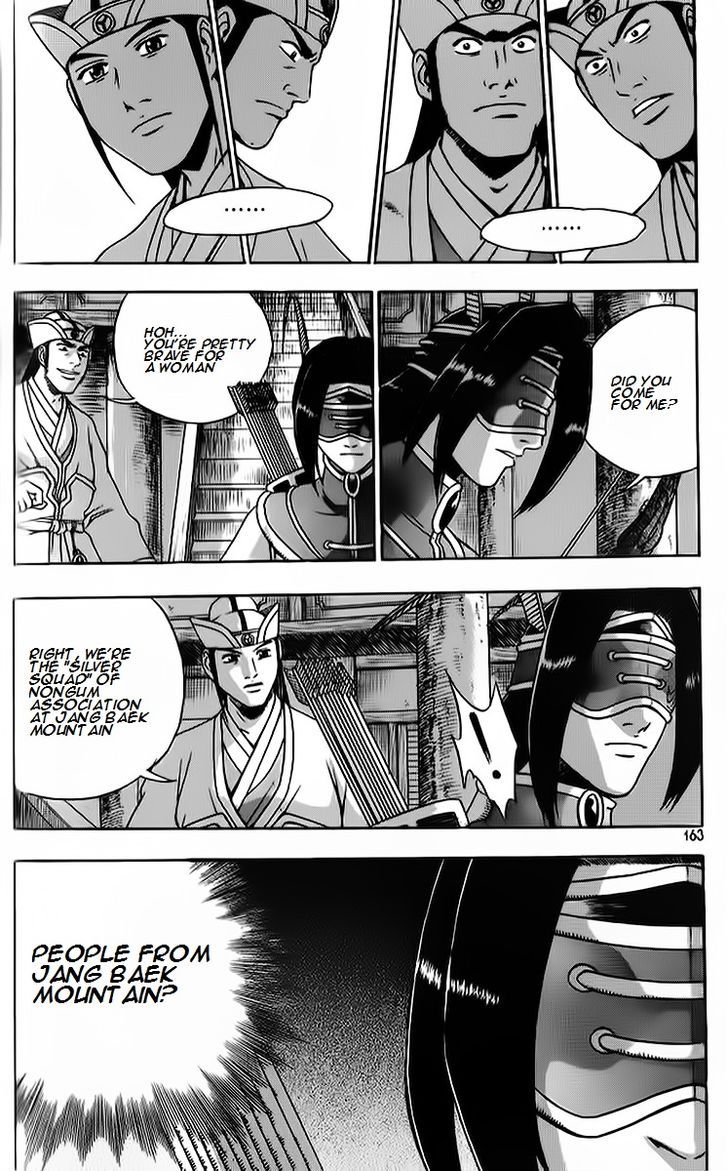 ......
......
HOH...
YOU'RE PRETTY
BRAVE FOR
A WOMAN
DID YOU
COME
FOR ME?
RIGHT, WE'RE
THE "SILVER
SQUAD" OF
NONGUM
ASSOCIATION
AT JANG BAEK
MOUNTAIN
!
163
PEOPLE FROM
JANG BAEK
MOUNTAIN?